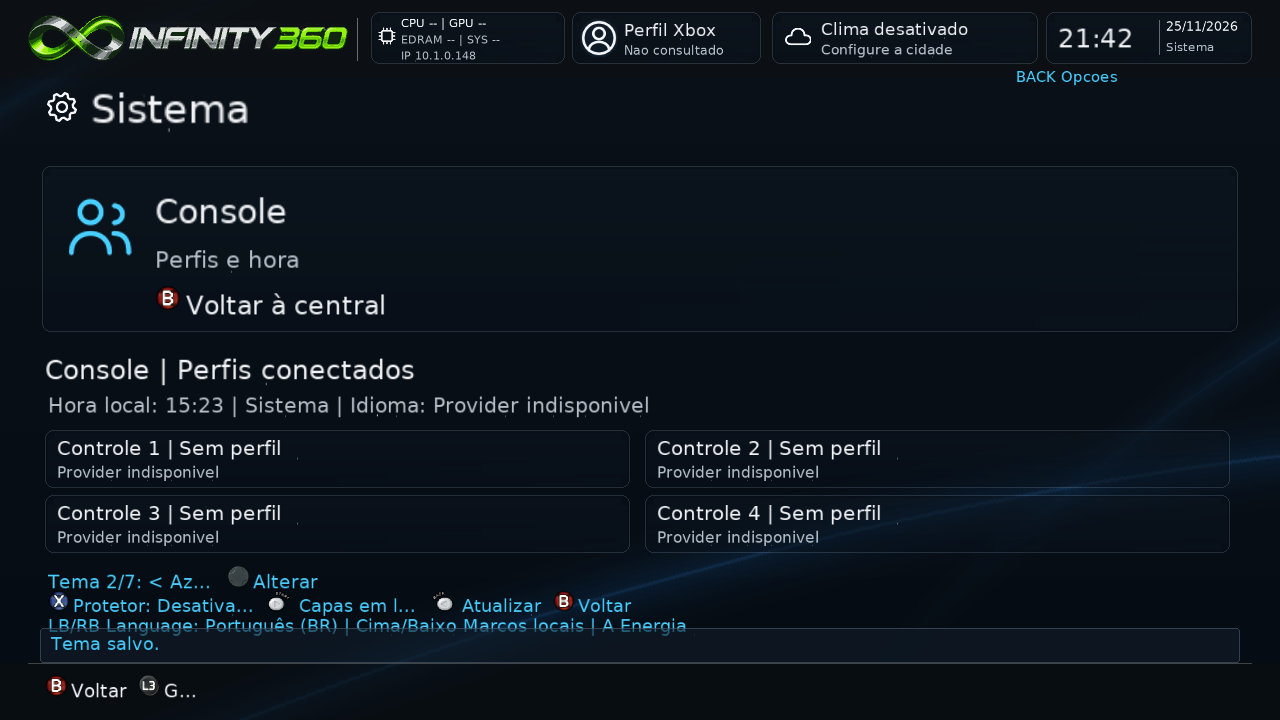 INFINITY 360
CPU -- | GPU --
EDRAM -- | SYS --
IP 10.1.0.148
Perfil Xbox
Nao consultado
Clima desativado
Configure a cidade
21:42
25/11/2026
Sistema
BACK Opcoes
Sistema
Console
Perfis e hora
B Voltar à central
Console | Perfis conectados
Hora local: 15:23 | Sistema | Idioma: Provider indisponivel
Controle 1 | Sem perfil
Provider indisponivel
Controle 2 | Sem perfil
Provider indisponivel
Controle 3 | Sem perfil
Provider indisponivel
Controle 4 | Sem perfil
Provider indisponivel
Tema 2/7: < Az... Alterar
X Protetor: Desativa... Capas em l... Atualizar B Voltar
LB/RB Language: Português (BR) | Cima/Baixo Marcos locais | A Energia
Tema salvo.
B Voltar L3 G...